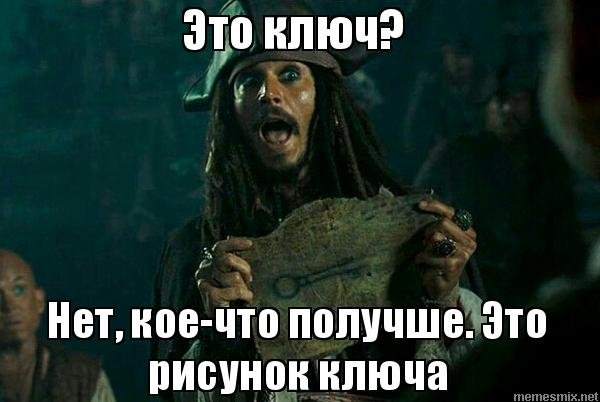 Это ключ?
Нет, кое-что получше. Это
рисунок ключа
memesmix.net